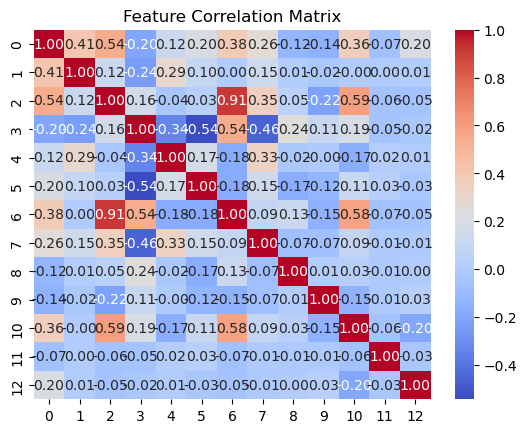 Feature Correlation Matrix
0 1.00 0.41 0.54 -0.20 0.12 0.20 0.38 0.26 -0.12 -0.14 0.36 -0.07 0.20
1 0.41 1.00 0.12 -0.24 0.29 0.10 0.00 0.15 0.01 -0.02 -0.00 0.00 0.01
2 0.54 0.12 1.00 0.16 -0.04 0.03 0.91 0.35 0.05 -0.22 0.59 -0.06 -0.05
3 -0.20 -0.24 0.16 1.00 -0.34 -0.54 0.54 -0.46 0.24 0.11 0.19 -0.05 -0.02
4 0.12 0.29 -0.04 -0.34 1.00 0.17 -0.18 0.33 -0.02 -0.00 -0.17 0.02 0.01
5 0.20 0.10 0.03 -0.54 0.17 1.00 -0.18 0.15 -0.17 -0.12 0.11 0.03 -0.03
6 0.38 0.00 0.91 0.54 -0.18 -0.18 1.00 0.09 0.13 -0.15 0.58 -0.07 -0.05
7 0.26 0.15 0.35 -0.46 0.33 0.15 0.09 1.00 -0.07 -0.07 0.09 -0.01 -0.01
8 -0.12 0.01 0.05 0.24 -0.02 -0.17 0.13 -0.07 1.00 0.01 0.03 -0.01 0.00
9 -0.14 -0.02 -0.22 0.11 -0.00 -0.12 -0.15 -0.07 0.01 1.00 -0.15 -0.01 0.03
10 0.36 -0.00 0.59 0.19 -0.17 0.11 0.58 0.09 0.03 -0.15 1.00 -0.06 -0.20
11 -0.07 0.00 -0.06 -0.05 0.02 0.03 -0.07 -0.01 -0.01 -0.01 -0.06 1.00 -0.03
12 0.20 0.01 -0.05 -0.02 0.01 -0.03 -0.05 -0.01 0.00 0.03 -0.20 -0.03 1.00
0 1 2 3 4 5 6 7 8 9 10 11 12
1.0
0.8
0.6
0.4
0.2
0.0
−0.2
−0.4